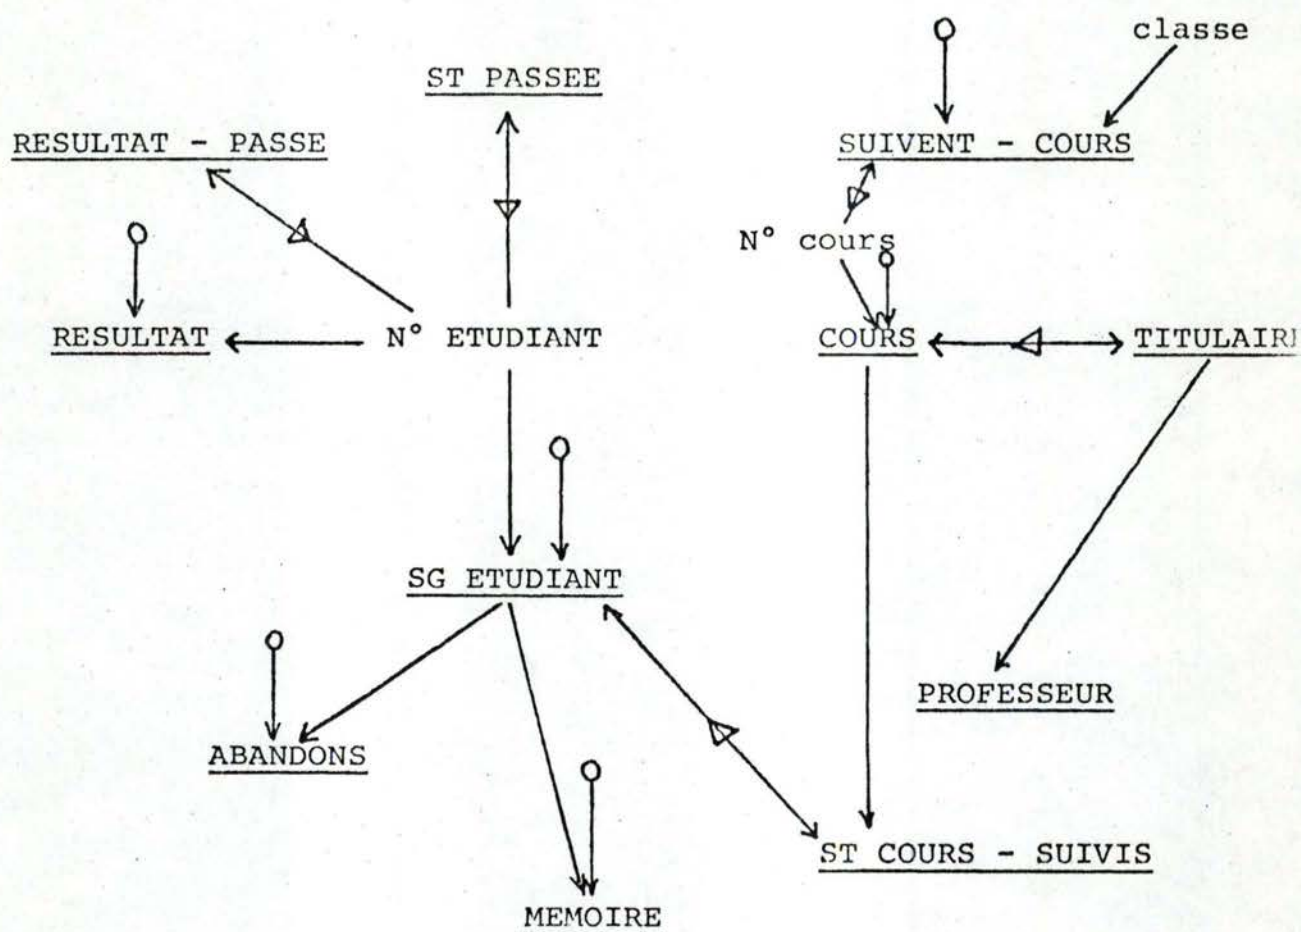 classe
ST PASSEE
RESULTAT - PASSE
SUIVENT - COURS
N° cours
RESULTAT
N° ETUDIANT
COURS
TITULAIRE
SG ETUDIANT
PROFESSEUR
ABANDONS
ST COURS - SUIVIS
MEMOIRE